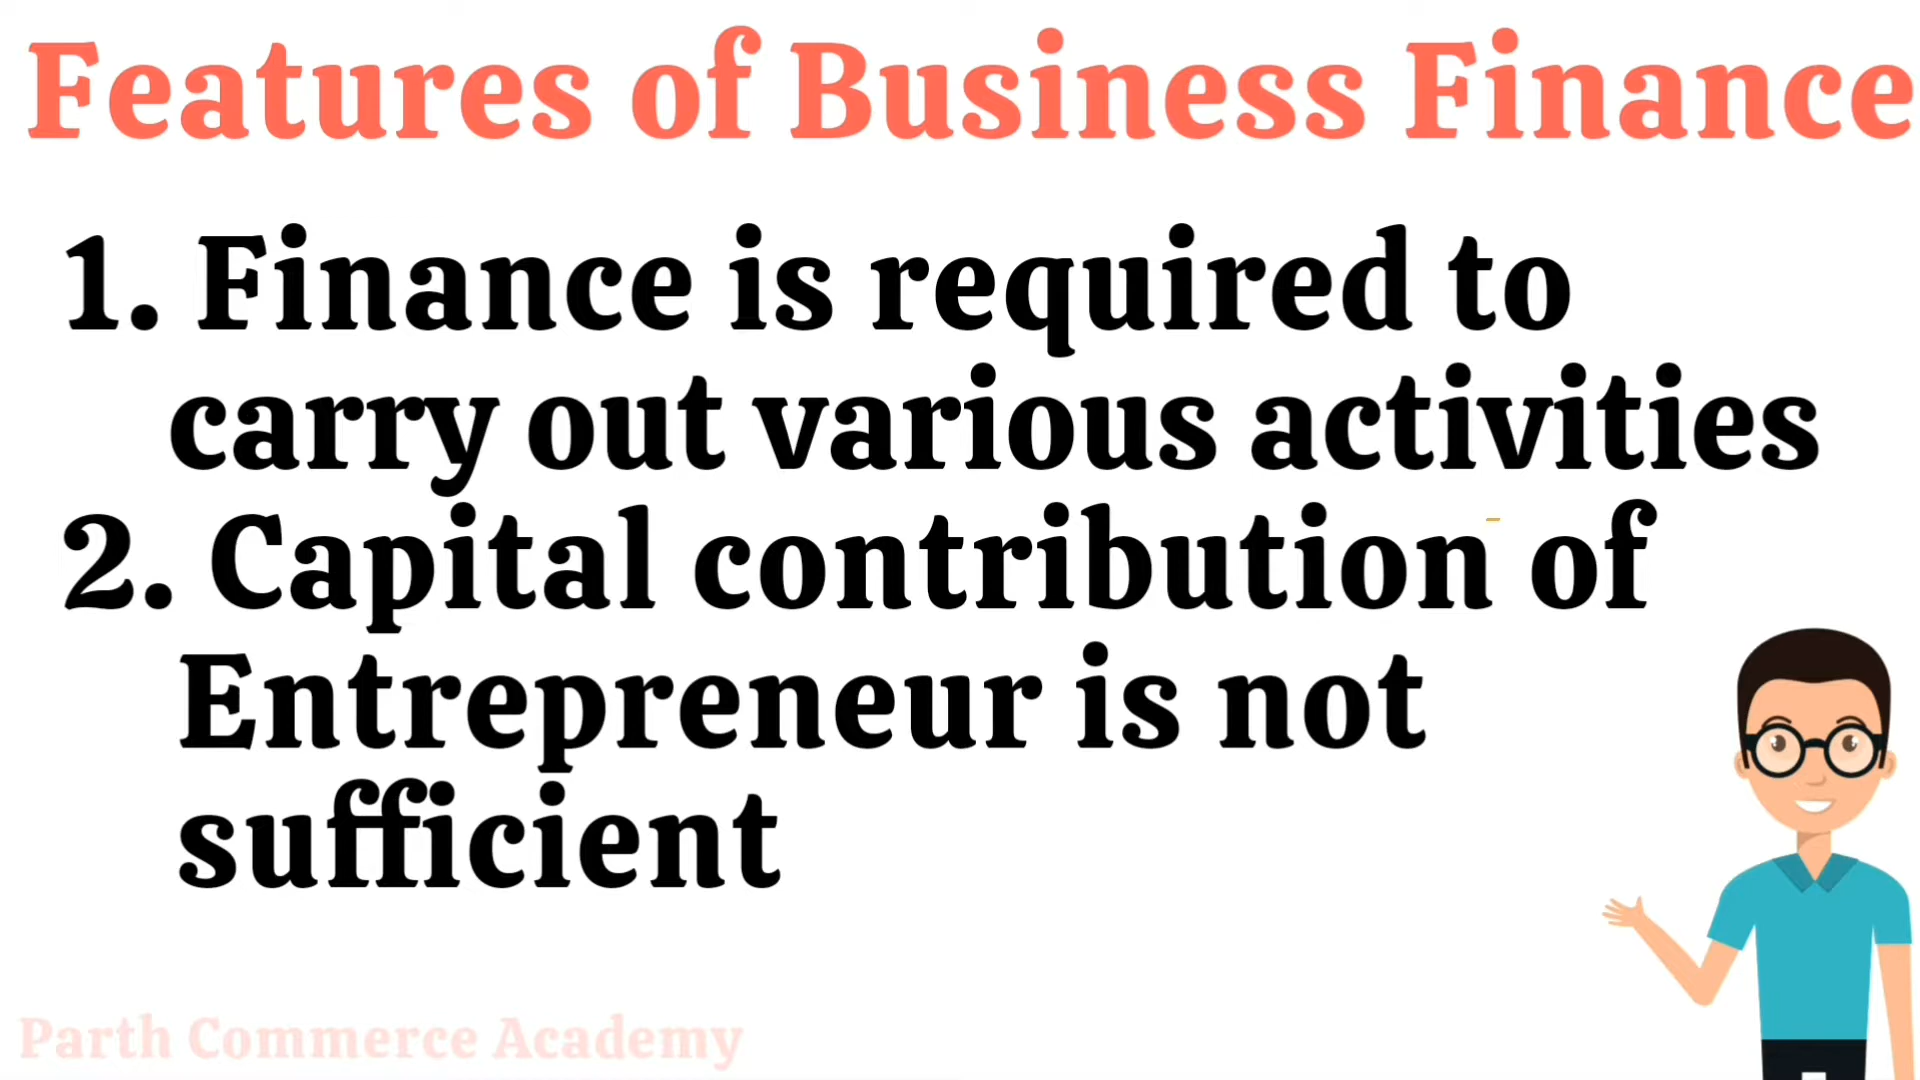 Features of Business Finance
1. Finance is required to
carry out various activities
2. Capital contribution of
Entrepreneur is not
sufficient
Parth Commerce Academy